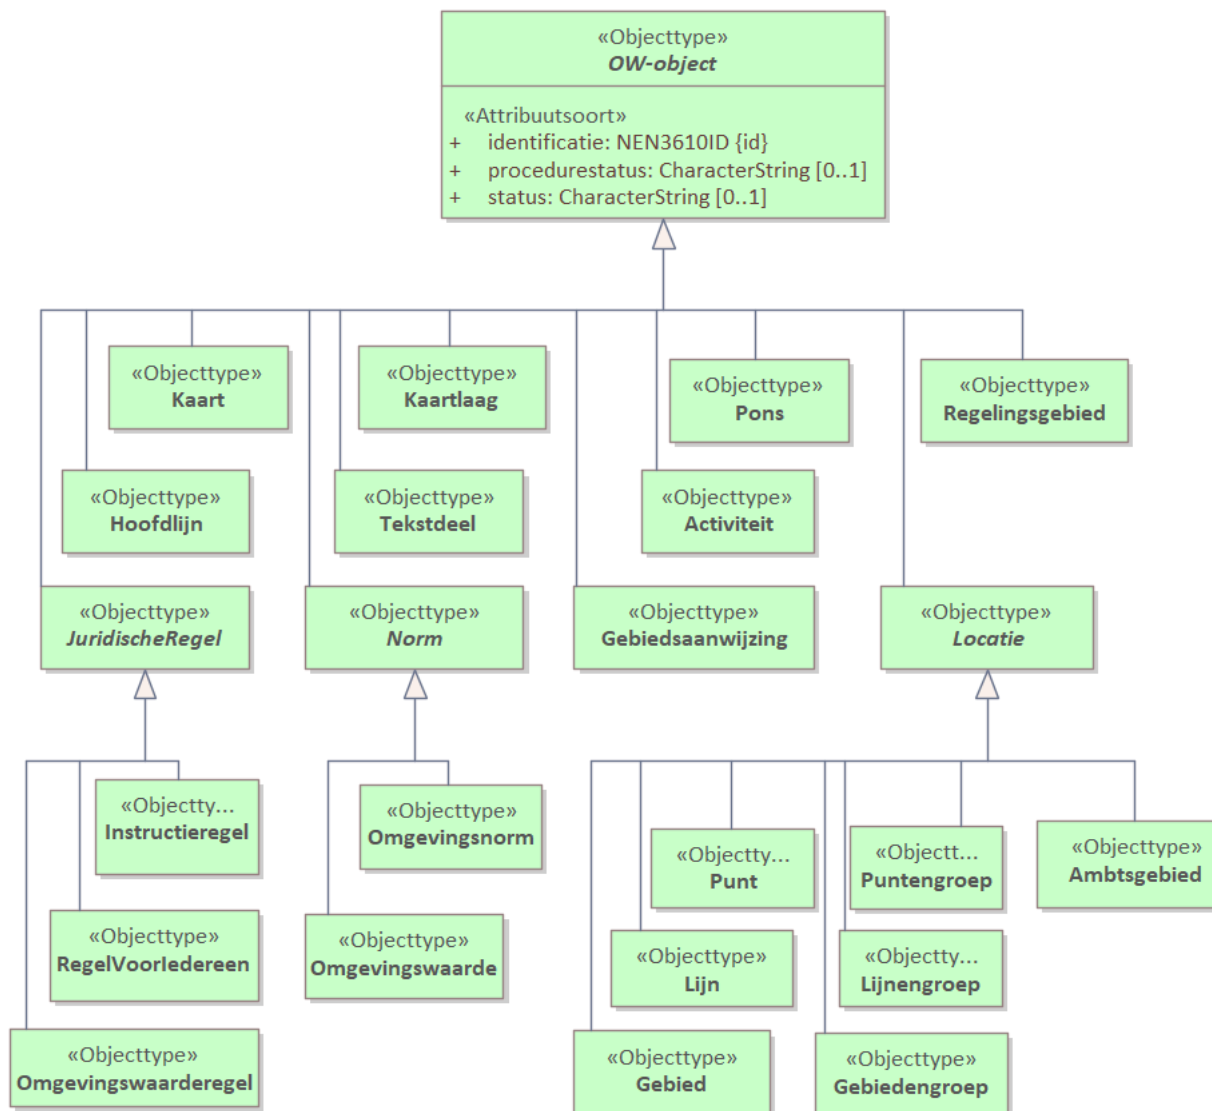 «Objecttype»
OW-object
«Attribuutsoort»
+ identificatie: NEN3610ID {id}
+ procedurestatus: CharacterString [0..1]
+ status: CharacterString [0..1]
«Objecttype»
Kaart
«Objecttype»
Kaartlaag
«Objecttype»
Pons
«Objecttype»
Regelingsgebied
«Objecttype»
Hoofdlijn
«Objecttype»
Tekstdeel
«Objecttype»
Activiteit
«Objecttype»
JuridischeRegel
«Objecttype»
Norm
«Objecttype»
Gebiedsaanwijzing
«Objecttype»
Locatie
«Objectty...
Instructieregel
«Objecttype»
Omgevingsnorm
«Objectty...
Punt
«Objectt...
Puntengroep
«Objecttype»
Ambtsgebied
«Objecttype»
RegelVoorIedereen
«Objecttype»
Omgevingswaarde
«Objecttype»
Lijn
«Objectty...
Lijnengroep
«Objecttype»
Omgevingswaarderegel
«Objecttype»
Gebied
«Objecttype»
Gebiedengroep